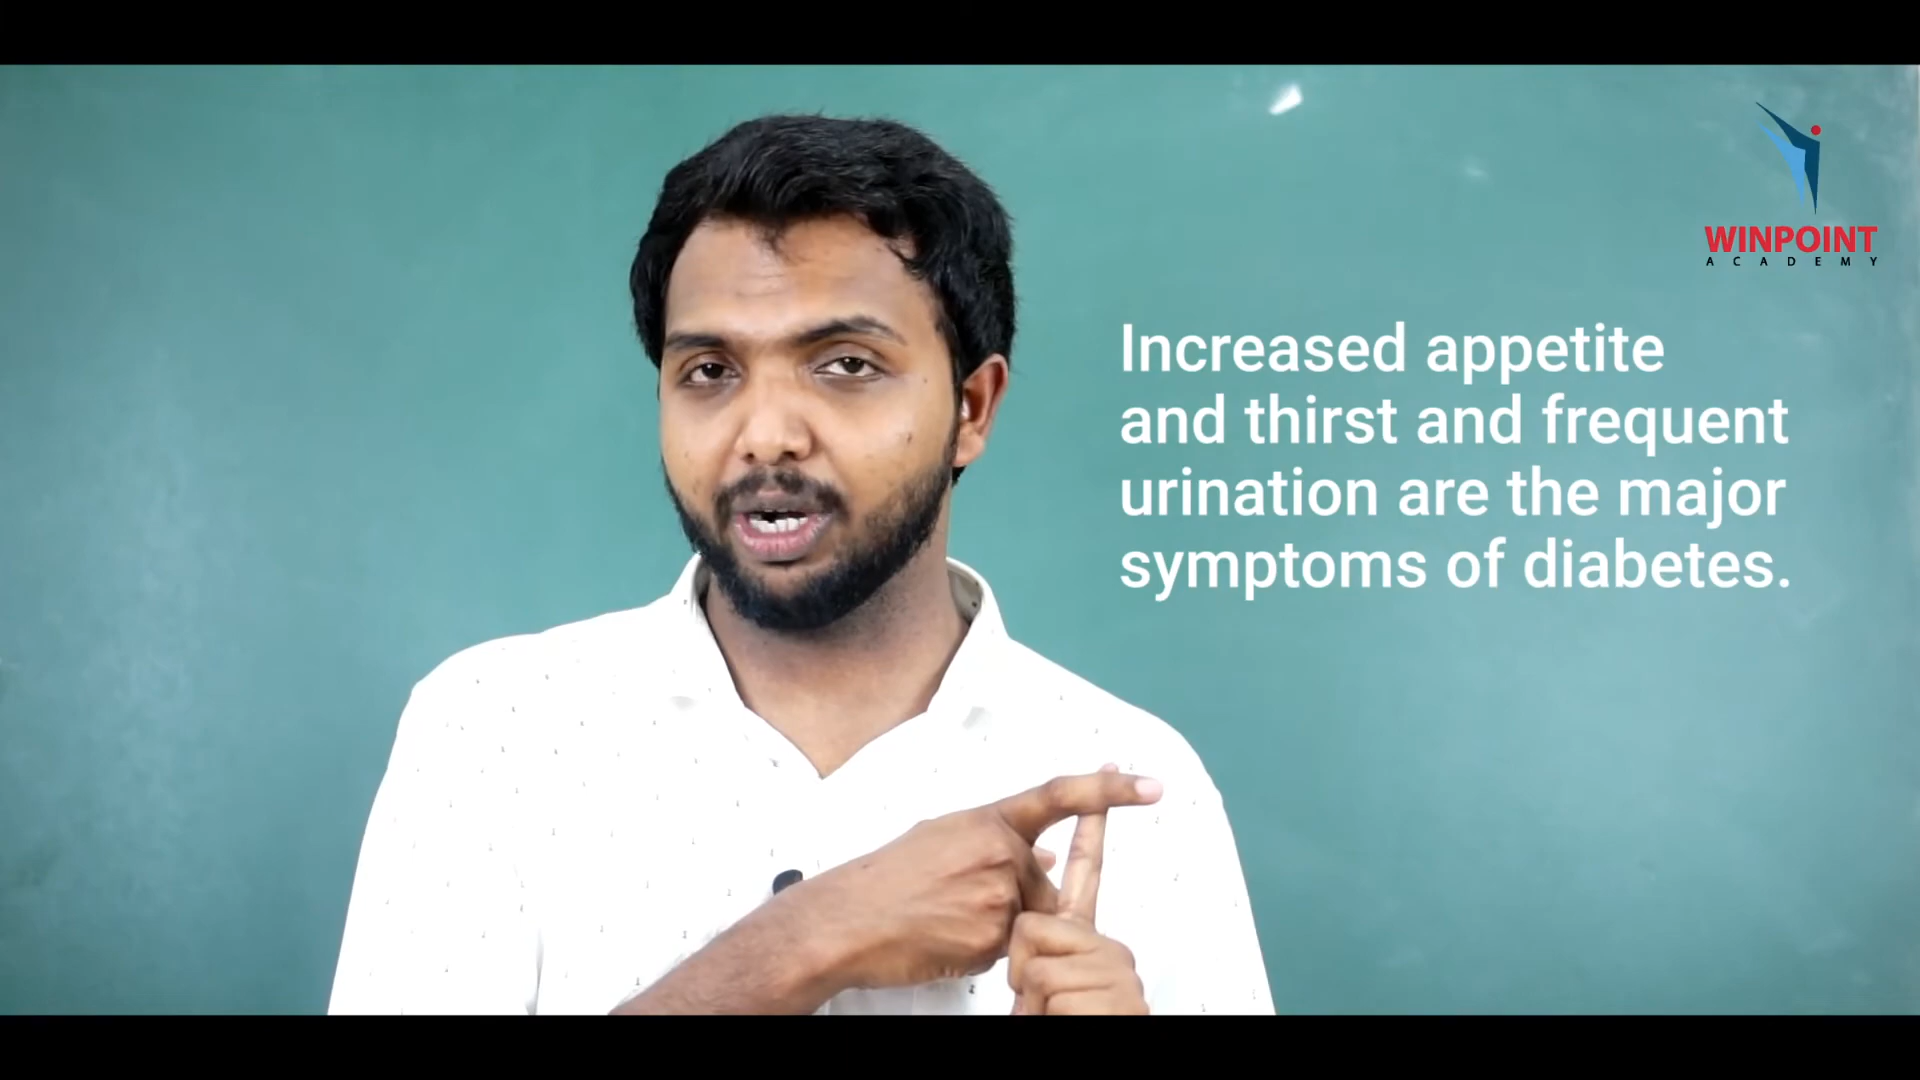 WINPOINT
ACADEMY
Increased appetite
and thirst and frequent
urination are the major
symptoms of diabetes.